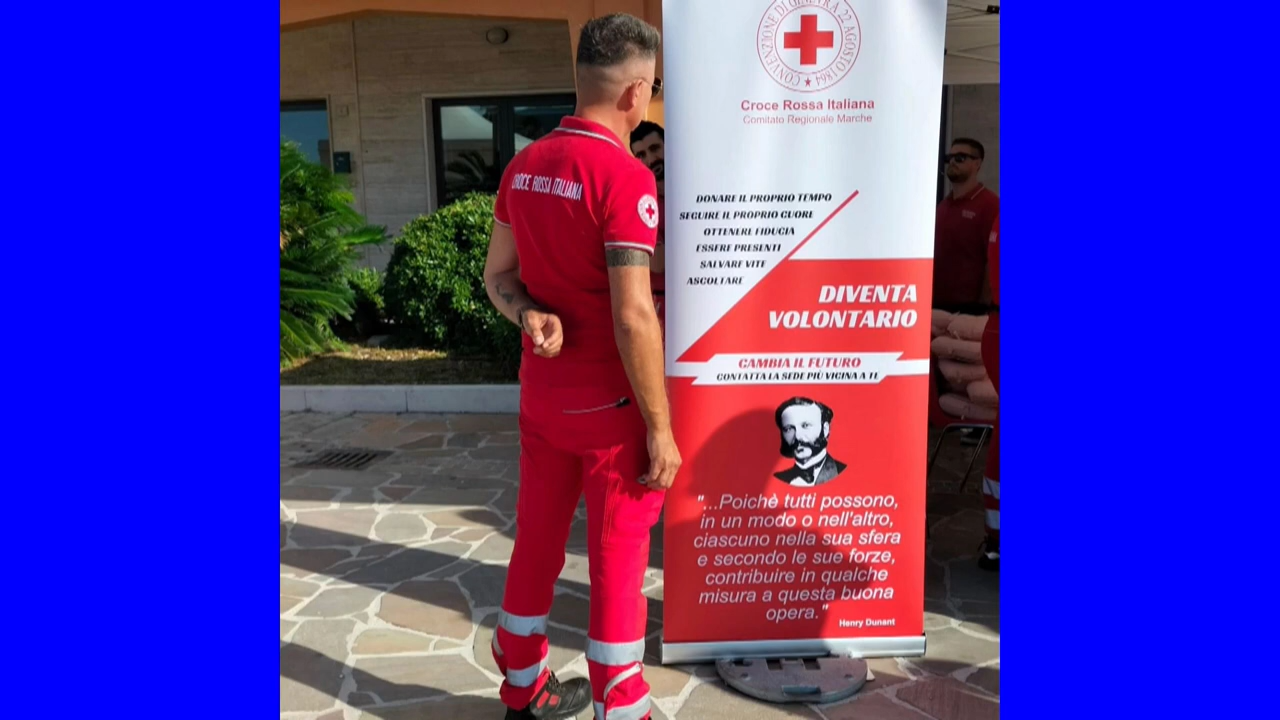 CONVENZIONE DI GINEVRA 22 AGOSTO 1864
Croce Rossa Italiana
Comitato Regionale Marche
DONARE IL PROPRIO TEMPO
SEGUIRE IL PROPRIO CUORE
OTTENERE FIDUCIA
ESSERE PRESENTI
SALVARE VITE
ASCOLTARE
DIVENTA
VOLONTARIO
CAMBIA IL FUTURO
CONTATTA LA SEDE PIÙ VICINA A TE
"...Poichè tutti possono,
in un modo o nell'altro,
ciascuno nella sua sfera
e secondo le sue forze,
contribuire in qualche
misura a questa buona
opera."
Henry Dunant
CROCE ROSSA ITALIANA